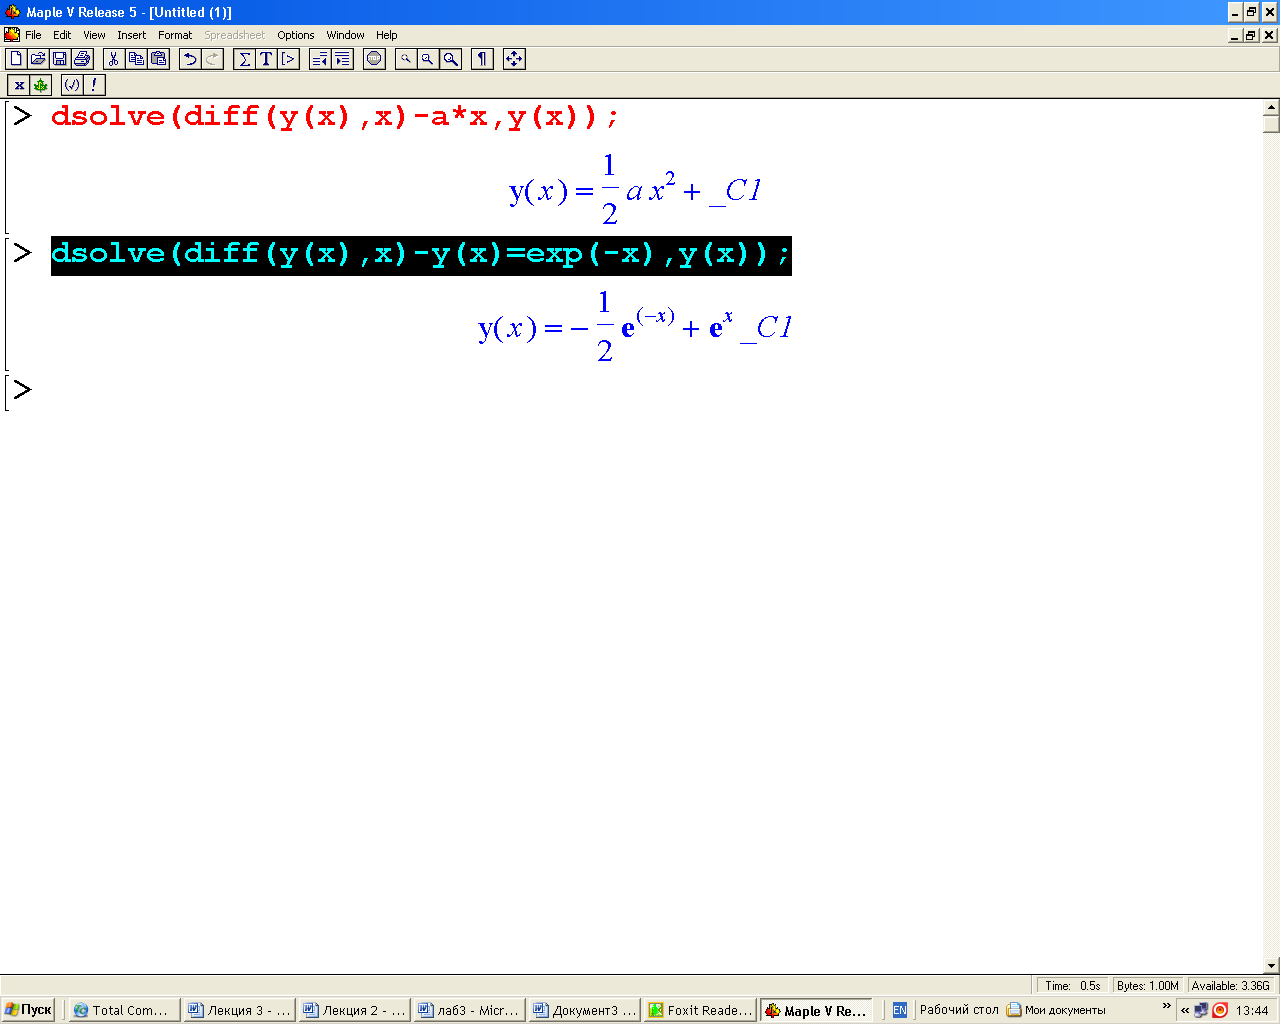 Maple V Release 5 - [Untitled (1)]
File Edit View Insert Format Spreadsheet Options Window Help
> dsolve(diff(y(x),x)-a*x,y(x));
y(x) = 1/2 a x² + _C1
> dsolve(diff(y(x),x)-y(x)=exp(-x),y(x));
y(x) = - 1/2 e^(-x) + e^x _C1
>
Time: 0.5s Bytes: 1.00M Available: 3.36G
Пуск Total Com... Лекция 3 - ... Лекция 2 - ... лаб3 - Micr... Документ3 ... Foxit Reade... Maple V Re... EN Рабочий стол Мои документы » « 13:44